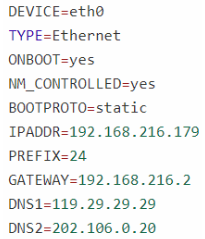 DEVICE=eth0
TYPE=Ethernet
ONBOOT=yes
NM_CONTROLLED=yes
BOOTPROTO=static
IPADDR=192.168.216.179
PREFIX=24
GATEWAY=192.168.216.2
DNS1=119.29.29.29
DNS2=202.106.0.20